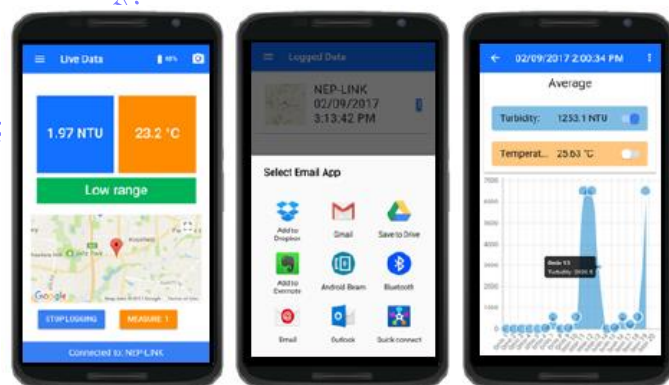 Live Data
1.97 NTU
23.2 °C
Low range
Google
STOP LOGGING
MEASURE 1
Connected to: NEP-LINK
Logged Data
NEP-LINK
02/09/2017
3:13:42 PM
Select Email App
Add to Dropbox
Gmail
Save to Drive
Add to Evernote
Android Beam
Bluetooth
Email
Outlook
Quick connect
02/09/2017 2:00:34 PM
Average
Turbidity: 1253.1 NTU
Temperat... 25.63 °C